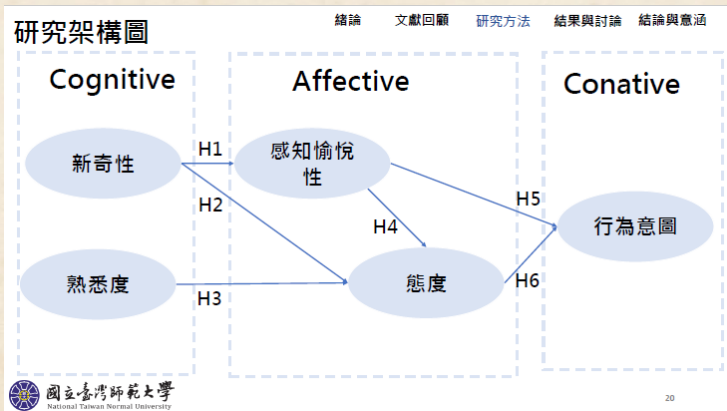 研究架構圖
緒論 文獻回顧 研究方法 結果與討論 結論與意涵
Cognitive
Affective
Conative
新奇性
H1
感知愉悅
性
H2
H5
H4
行為意圖
熟悉度
H3
態度
H6
國立臺灣師範大學
National Taiwan Normal University
20